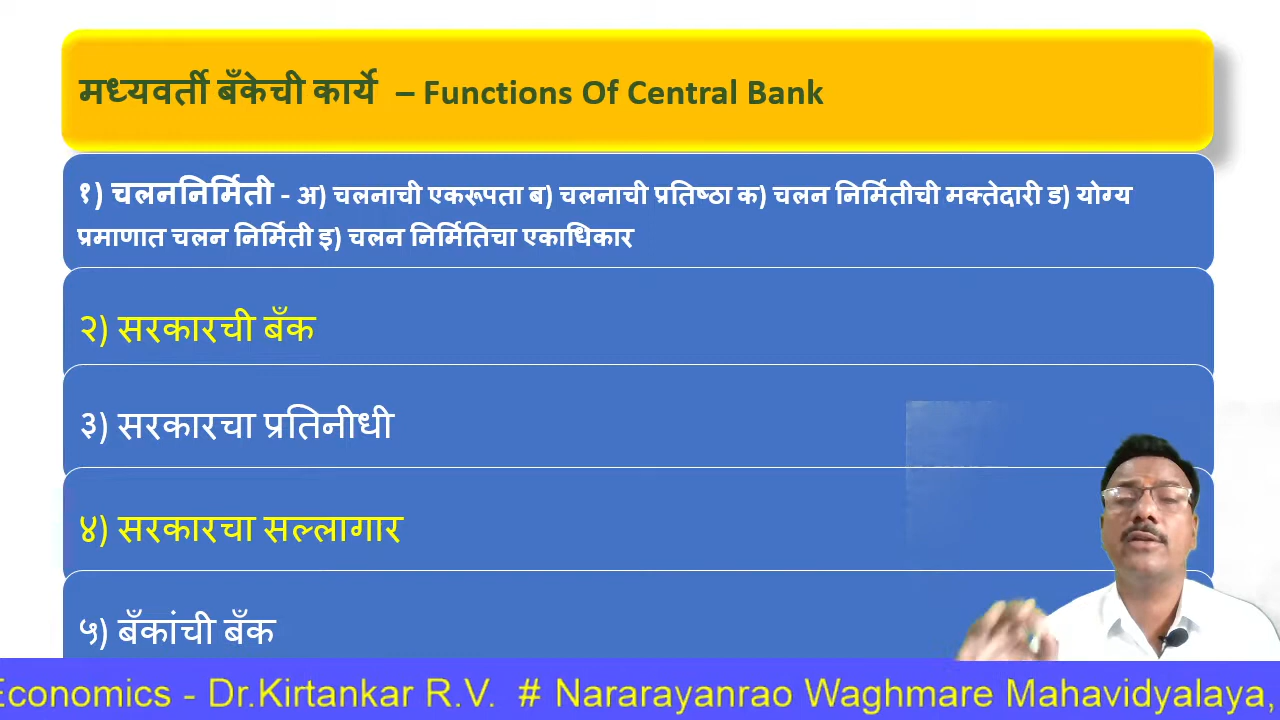 मध्यवर्ती बँकेची कार्ये – Functions Of Central Bank
१) चलननिर्मिती - अ) चलनाची एकरूपता ब) चलनाची प्रतिष्ठा क) चलन निर्मितीची मक्तेदारी ड) योग्य
प्रमाणात चलन निर्मिती इ) चलन निर्मितिचा एकाधिकार
२) सरकारची बँक
३) सरकारचा प्रतिनीधी
४) सरकारचा सल्लागार
५) बँकांची बँक
Economics - Dr.Kirtankar R.V. # Nararayanrao Waghmare Mahavidyalaya,